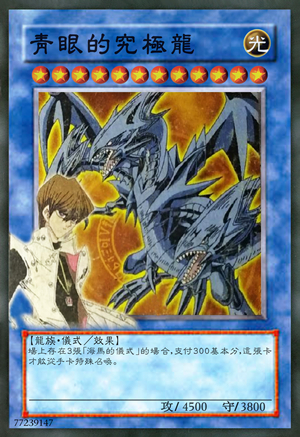 青眼的究極龍
光
【龍族·儀式／效果】
場上存在3張「海馬的儀式」的場合，支付300基本分，這張卡
才能從手卡特殊召喚。
攻/ 4500 守/3800
77239147